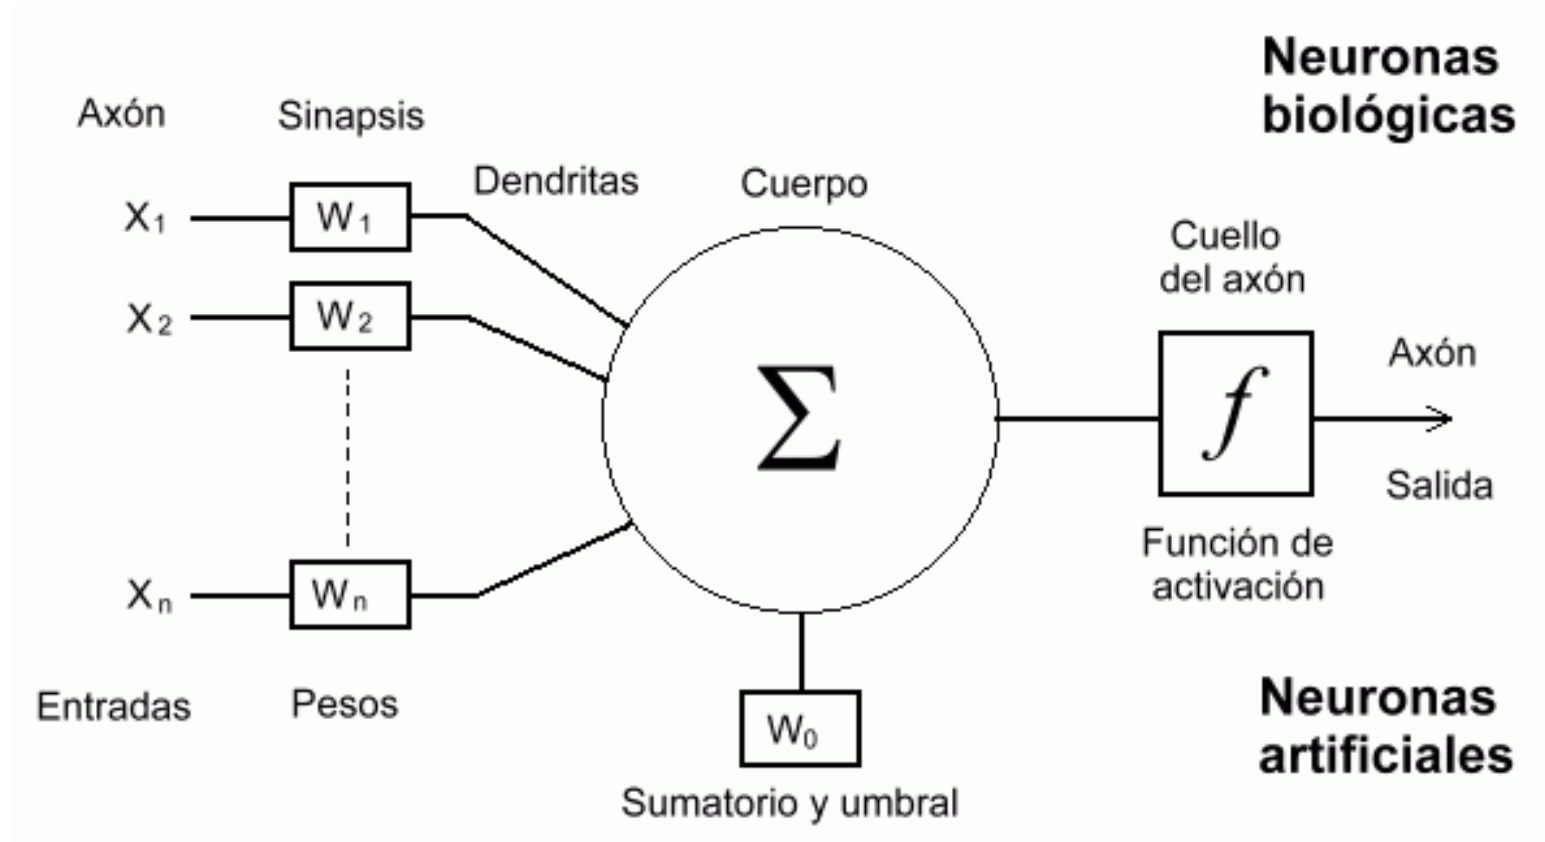 Neuronas
biológicas
Axón
Sinapsis
Dendritas
Cuerpo
Cuello
del axón
X1
W1
X2
W2
Σ
f
Axón
Salida
Xn
Wn
Función de
activación
Entradas
Pesos
W0
Sumatorio y umbral
Neuronas
artificiales